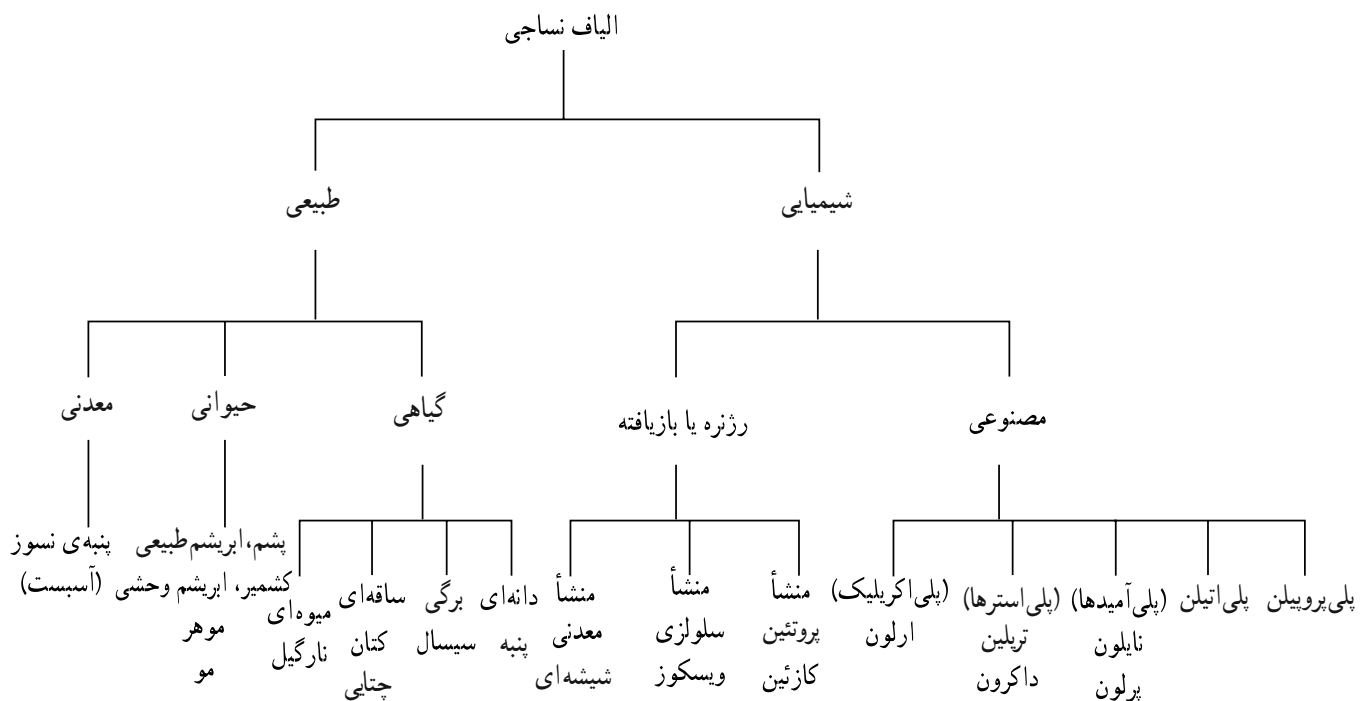 الیاف نساجی
شیمیایی
طبیعی
مصنوعی
رژنره یا بازیافته
گیاهی
حیوانی
معدنی
پلی‌پروپیلن
پلی‌اتیلن
(پلی‌آمیدها)
نایلون
پرلون
(پلی‌استرها)
تریلین
داکرون
(پلی‌اکریلیک)
ارلون
منشأ
پروتئین
کازئین
منشأ
سلولزی
ویسکوز
منشأ
معدنی
شیشه‌ای
دانه‌ای
پنبه
برگی
سیسال
ساقه‌ای
کتان
چتایی
میوه‌ای
نارگیل
پشم، ابریشم طبیعی
کشمیر، ابریشم وحشی
موهر
مو
پنبه‌ی نسوز
(آسبست)